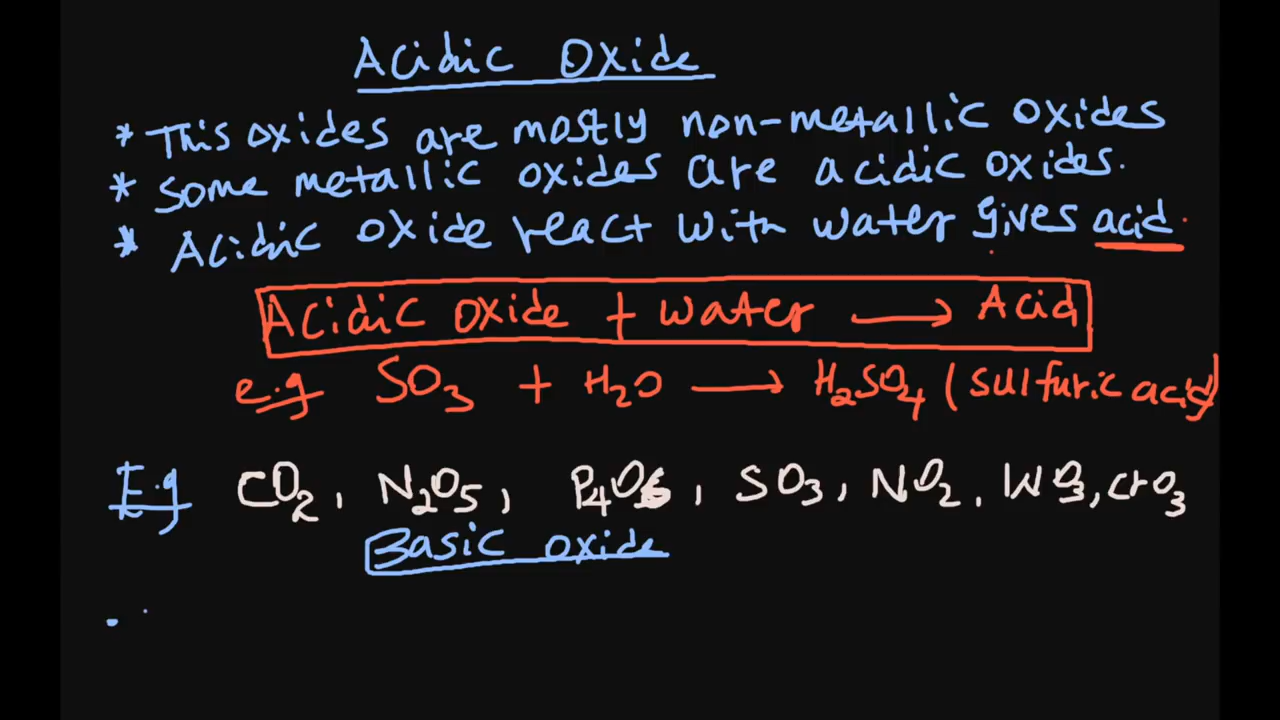 Acidic Oxide
* This oxides are mostly non-metallic oxides
* Some metallic oxides are acidic oxides.
* Acidic oxide react with water gives acid.
Acidic oxide + water → Acid
e.g SO₃ + H₂O → H₂SO₄ (sulfuric acid)
E.g CO₂, N₂O₅, P₄O₆, SO₃, NO₂, WO₃, CrO₃
Basic oxide